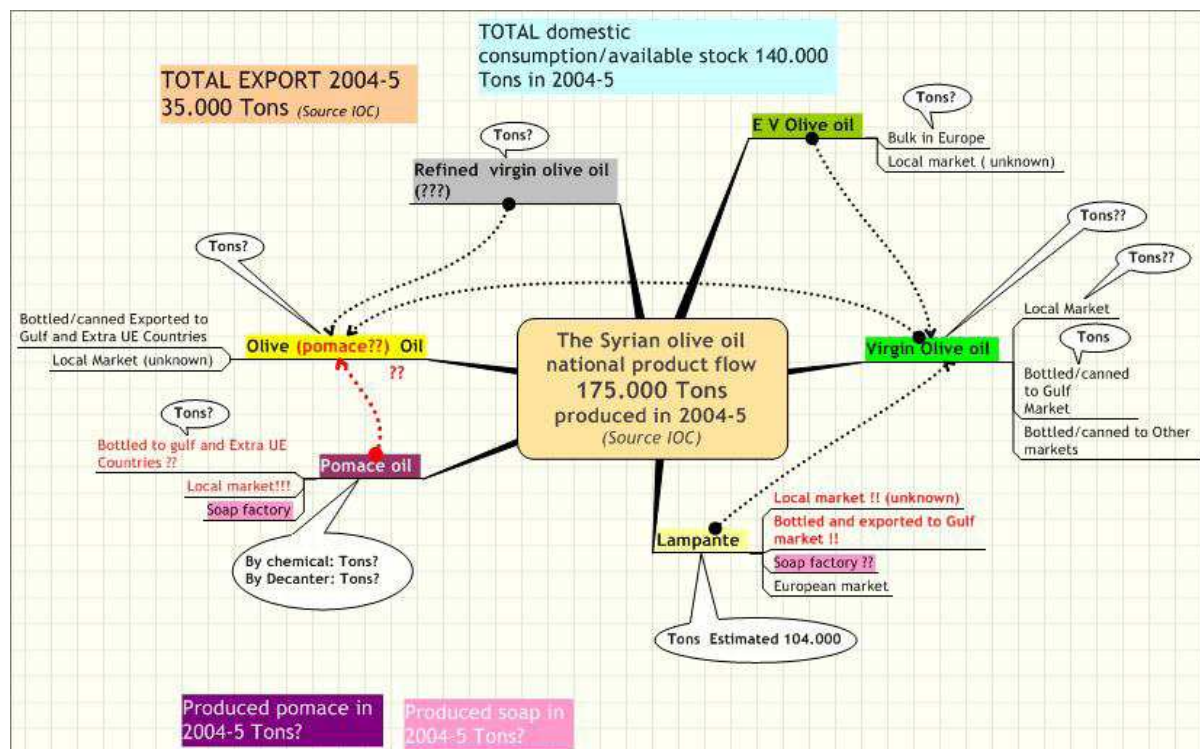 TOTAL domestic
consumption/available stock 140.000
Tons in 2004-5
TOTAL EXPORT 2004-5
35.000 Tons (Source IOC)
Tons?
E V Olive oil
Bulk in Europe
Local market ( unknown)
Tons?
Refined virgin olive oil
(???)
Tons??
Tons?
Tons??
Bottled/canned Exported to
Gulf and Extra UE Countries
Local Market (unknown)
Olive (pomace??) Oil
??
The Syrian olive oil
national product flow
175.000 Tons
produced in 2004-5
(Source IOC)
Virgin Olive oil
Local Market
Tons
Bottled/canned
to Gulf
Market
Bottled/canned to Other
markets
Tons?
Bottled to gulf and Extra UE
Countries ??
Local market!!!
Soap factory
Pomace oil
By chemical: Tons?
By Decanter: Tons?
Lampante
Local market !! (unknown)
Bottled and exported to Gulf
market !!
Soap factory ??
European market
Tons Estimated 104.000
Produced pomace in
2004-5 Tons?
Produced soap in
2004-5 Tons?